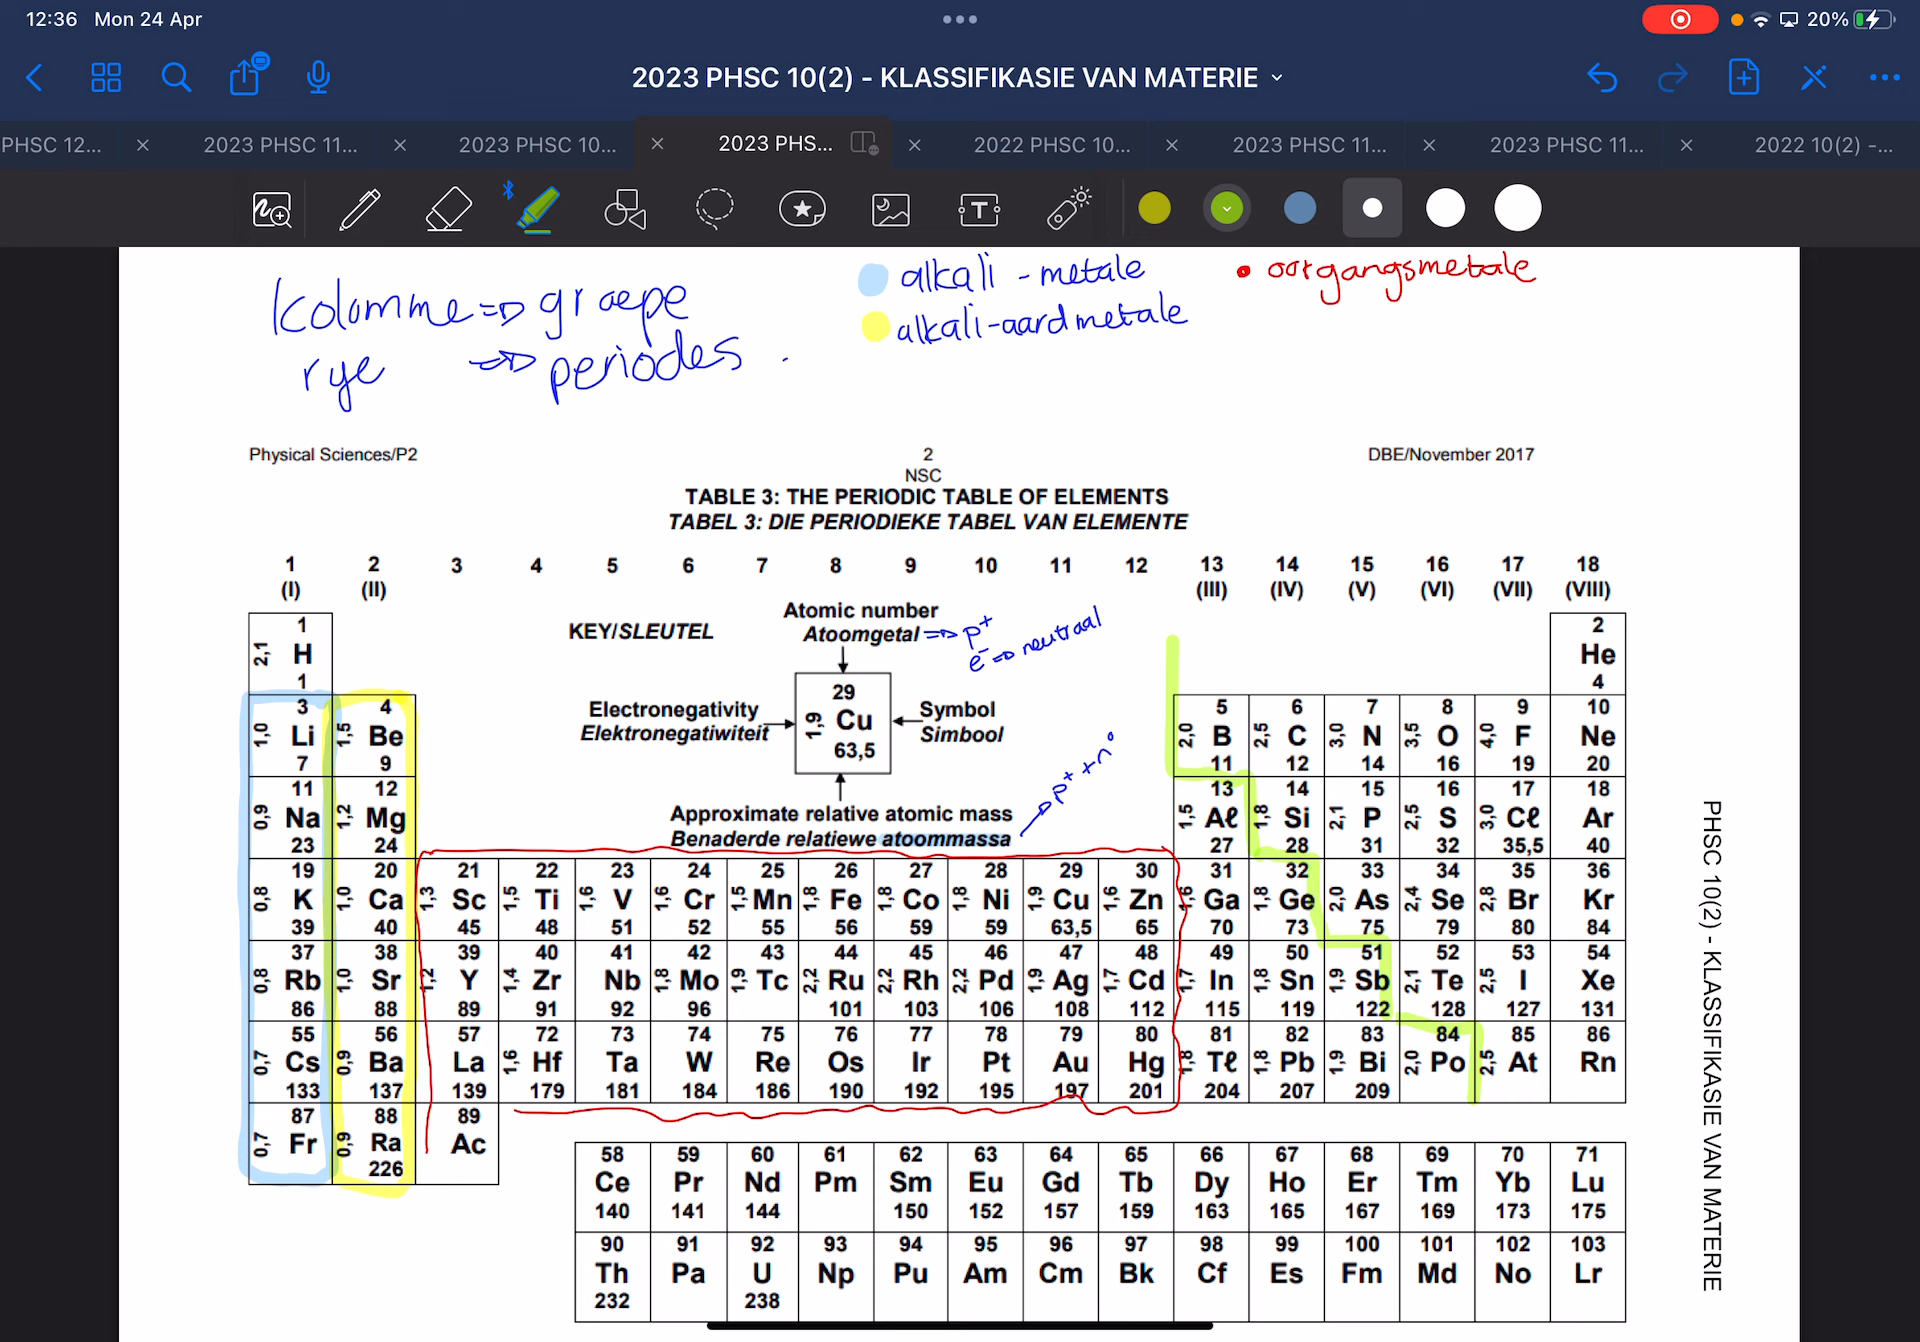 12:36 Mon 24 Apr
20%
2023 PHSC 10(2) - KLASSIFIKASIE VAN MATERIE
PHSC 12... 2023 PHSC 11... 2023 PHSC 10... 2023 PHS... 2022 PHSC 10... 2023 PHSC 11... 2023 PHSC 11... 2022 10(2) -...
Kolomme => groepe
rye => periodes
alkali - metale
alkali-aardmetale
• oorgangsmetale
Physical Sciences/P2 2 DBE/November 2017
NSC
TABLE 3: THE PERIODIC TABLE OF ELEMENTS
TABEL 3: DIE PERIODIEKE TABEL VAN ELEMENTE
1 2 3 4 5 6 7 8 9 10 11 12 13 14 15 16 17 18
(I) (II) (III) (IV) (V) (VI) (VII) (VIII)
KEY/SLEUTEL
Atomic number
Atoomgetal => p+
e- => neutraal
Electronegativity
Elektronegatiwiteit
29
1,9 Cu
63,5
Symbol
Simbool
Approximate relative atomic mass
Benaderde relatiewe atoommassa
p+ + n°
1 2
2,1 H He
1 4
3 4 5 6 7 8 9 10
1,0 Li 1,5 Be 2,0 B 2,5 C 3,0 N 3,5 O 4,0 F Ne
7 9 11 12 14 16 19 20
11 12 13 14 15 16 17 18
0,9 Na 1,2 Mg 1,5 Aℓ 1,8 Si 2,1 P 2,5 S 3,0 Cℓ Ar
23 24 27 28 31 32 35,5 40
19 20 21 22 23 24 25 26 27 28 29 30 31 32 33 34 35 36
0,8 K 1,0 Ca 1,3 Sc 1,5 Ti 1,6 V 1,6 Cr 1,5 Mn 1,8 Fe 1,8 Co 1,8 Ni 1,9 Cu 1,6 Zn 1,6 Ga 1,8 Ge 2,0 As 2,4 Se 2,8 Br Kr
39 40 45 48 51 52 55 56 59 59 63,5 65 70 73 75 79 80 84
37 38 39 40 41 42 43 44 45 46 47 48 49 50 51 52 53 54
0,8 Rb 1,0 Sr 1,2 Y 1,4 Zr Nb 1,8 Mo 1,9 Tc 2,2 Ru 2,2 Rh 2,2 Pd 1,9 Ag 1,7 Cd 1,7 In 1,8 Sn 1,9 Sb 2,1 Te 2,5 I Xe
86 88 89 91 92 96 101 103 106 108 112 115 119 122 128 127 131
55 56 57 72 73 74 75 76 77 78 79 80 81 82 83 84 85 86
0,7 Cs 0,9 Ba La 1,6 Hf Ta W Re Os Ir Pt Au Hg 1,8 Tℓ 1,8 Pb 1,9 Bi 2,0 Po 2,5 At Rn
133 137 139 179 181 184 186 190 192 195 197 201 204 207 209
87 88 89
0,7 Fr 0,9 Ra Ac
226
58 59 60 61 62 63 64 65 66 67 68 69 70 71
Ce Pr Nd Pm Sm Eu Gd Tb Dy Ho Er Tm Yb Lu
140 141 144 150 152 157 159 163 165 167 169 173 175
90 91 92 93 94 95 96 97 98 99 100 101 102 103
Th Pa U Np Pu Am Cm Bk Cf Es Fm Md No Lr
232 238
PHSC 10(2) - KLASSIFIKASIE VAN MATERIE